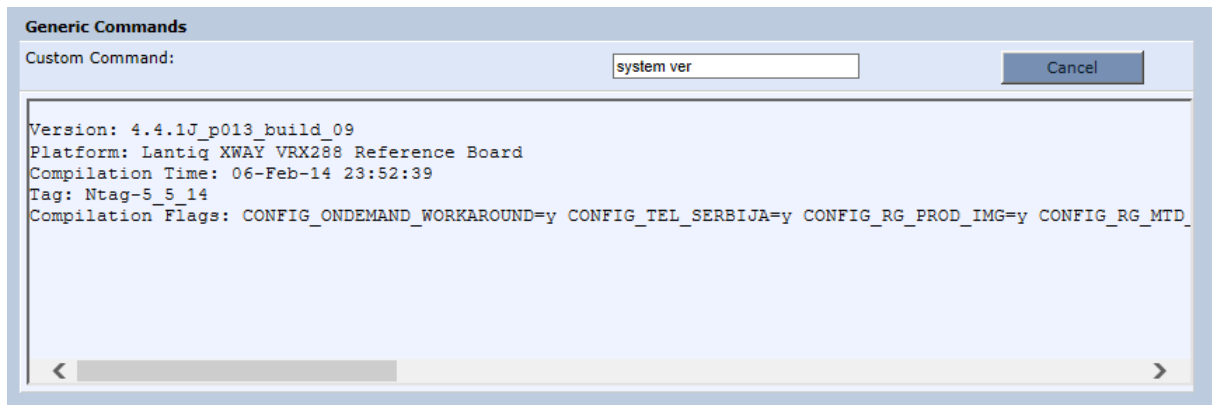 Generic Commands
Custom Command:
system ver
Cancel
Version: 4.4.1J_p013_build_09
Platform: Lantiq XWAY VRX288 Reference Board
Compilation Time: 06-Feb-14 23:52:39
Tag: Ntag-5_5_14
Compilation Flags: CONFIG_ONDEMAND_WORKAROUND=y CONFIG_TEL_SERBIJA=y CONFIG_RG_PROD_IMG=y CONFIG_RG_MTD_